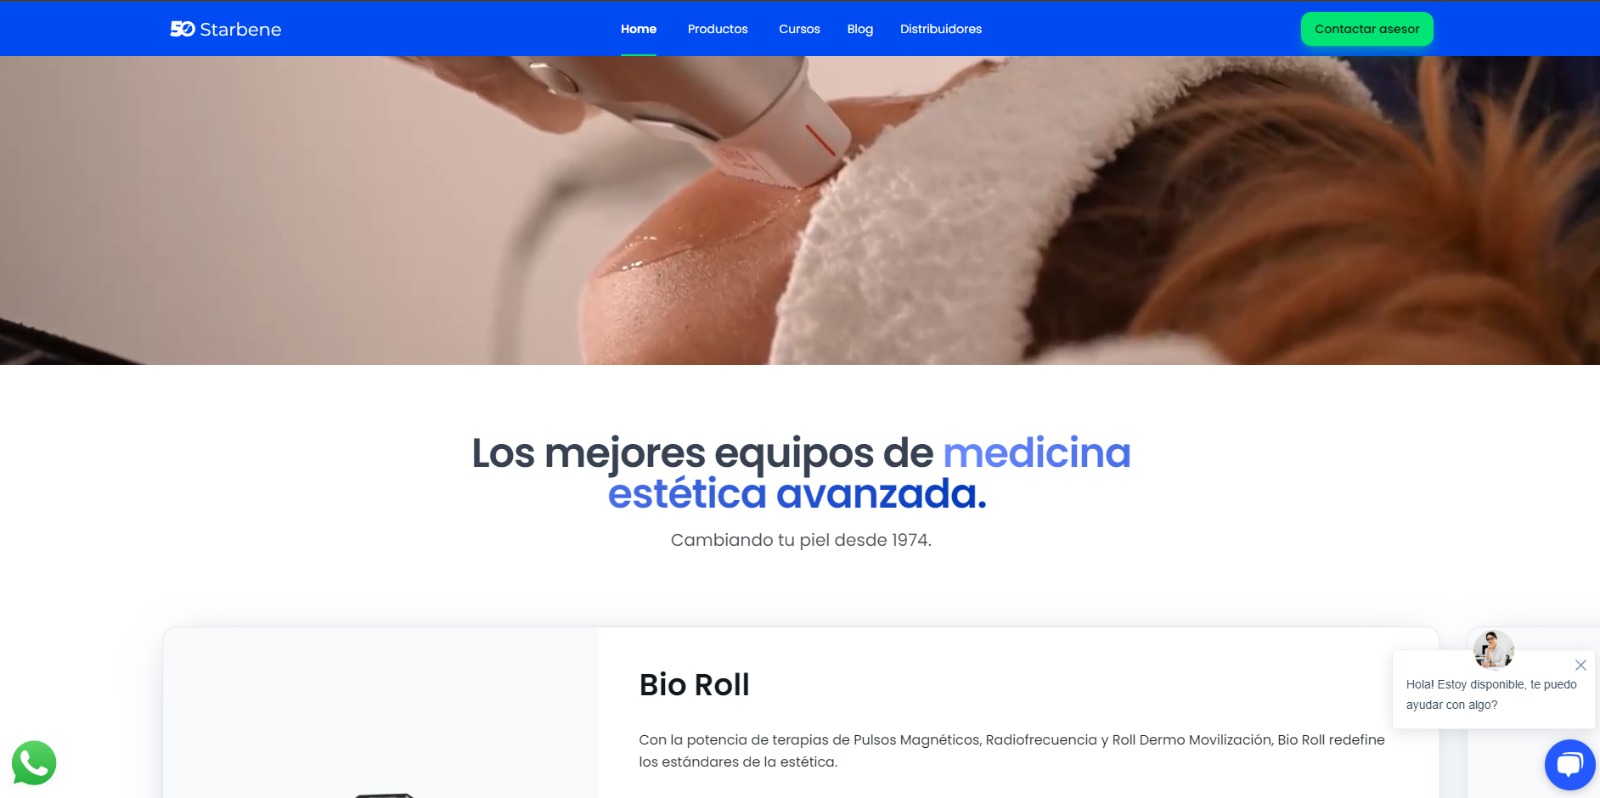 50 Starbene
Home
Productos
Cursos
Blog
Distribuidores
Contactar asesor
Los mejores equipos de medicina
estética avanzada.
Cambiando tu piel desde 1974.
Bio Roll
Con la potencia de terapias de Pulsos Magnéticos, Radiofrecuencia y Roll Dermo Movilización, Bio Roll redefine
los estándares de la estética.
Hola! Estoy disponible, te puedo
ayudar con algo?